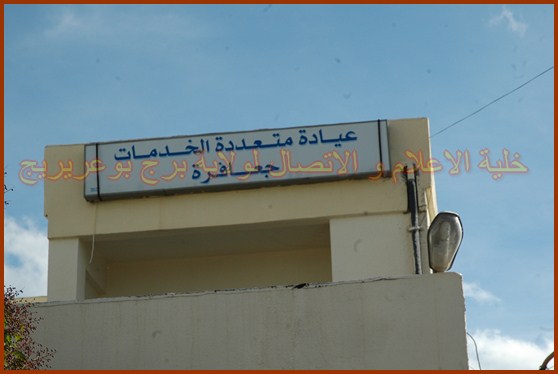 عيادة متعددة الخدمات
خلية الاعلام و الاتصال لولاية برج بوعريريج
جعافرة